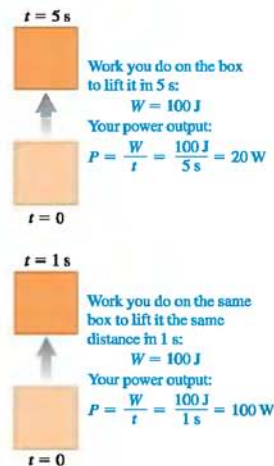 t = 5 s
Work you do on the box
to lift it in 5 s:
W = 100 J
Your power output:
P = W/t = 100 J/5 s = 20 W
t = 0
t = 1 s
Work you do on the same
box to lift it the same
distance in 1 s:
W = 100 J
Your power output:
P = W/t = 100 J/1 s = 100 W
t = 0